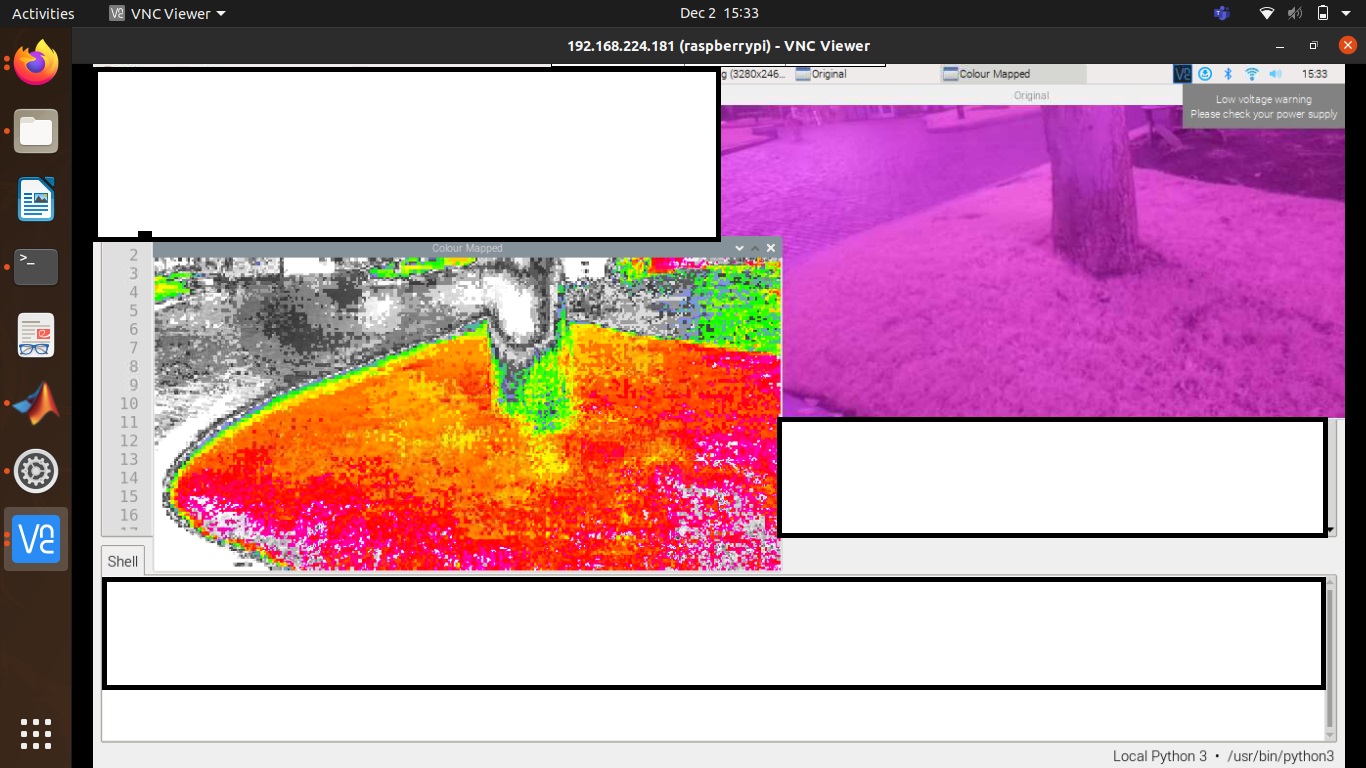 Activities
VNC Viewer
Dec 2 15:33
192.168.224.181 (raspberrypi) - VNC Viewer
g (3280x246...
Original
Colour Mapped
15:33
Original
Low voltage warning
Please check your power supply
Colour Mapped
2
3
4
5
6
7
8
9
10
11
12
13
14
15
16
Shell
Local Python 3 • /usr/bin/python3